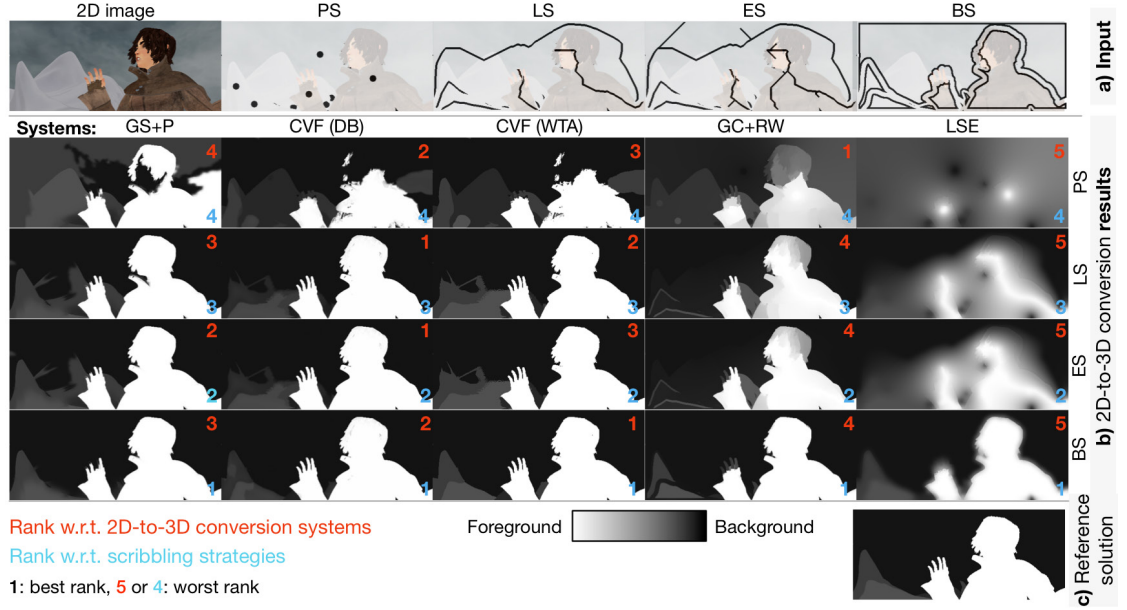 2D image PS LS ES BS
a) Input
Systems: GS+P CVF (DB) CVF (WTA) GC+RW LSE
4 2 3 1 5
PS
4 4 4 4 4
3 1 2 4 5
LS
3 3 3 3 3
2 1 3 4 5
ES
2 2 2 2 2
3 2 1 4 5
BS
1 1 1 1 1
b) 2D-to-3D conversion results
Rank w.r.t. 2D-to-3D conversion systems
Rank w.r.t. scribbling strategies
1: best rank, 5 or 4: worst rank
Foreground Background
c) Reference
solution